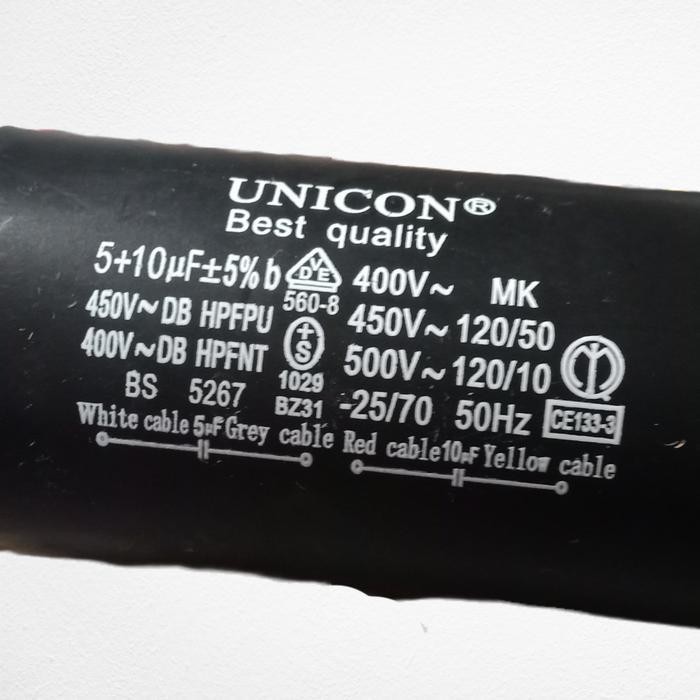 UNICON®
Best quality
5+10µF±5% b VDE 400V~ MK
560-8
450V~DB HPFPU 450V~120/50
400V~DB HPFNT +S 500V~120/10
1029
BS 5267 BZ31 -25/70 50Hz CE133-3
White cable 5µF Grey cable Red cable 10µF Yellow cable